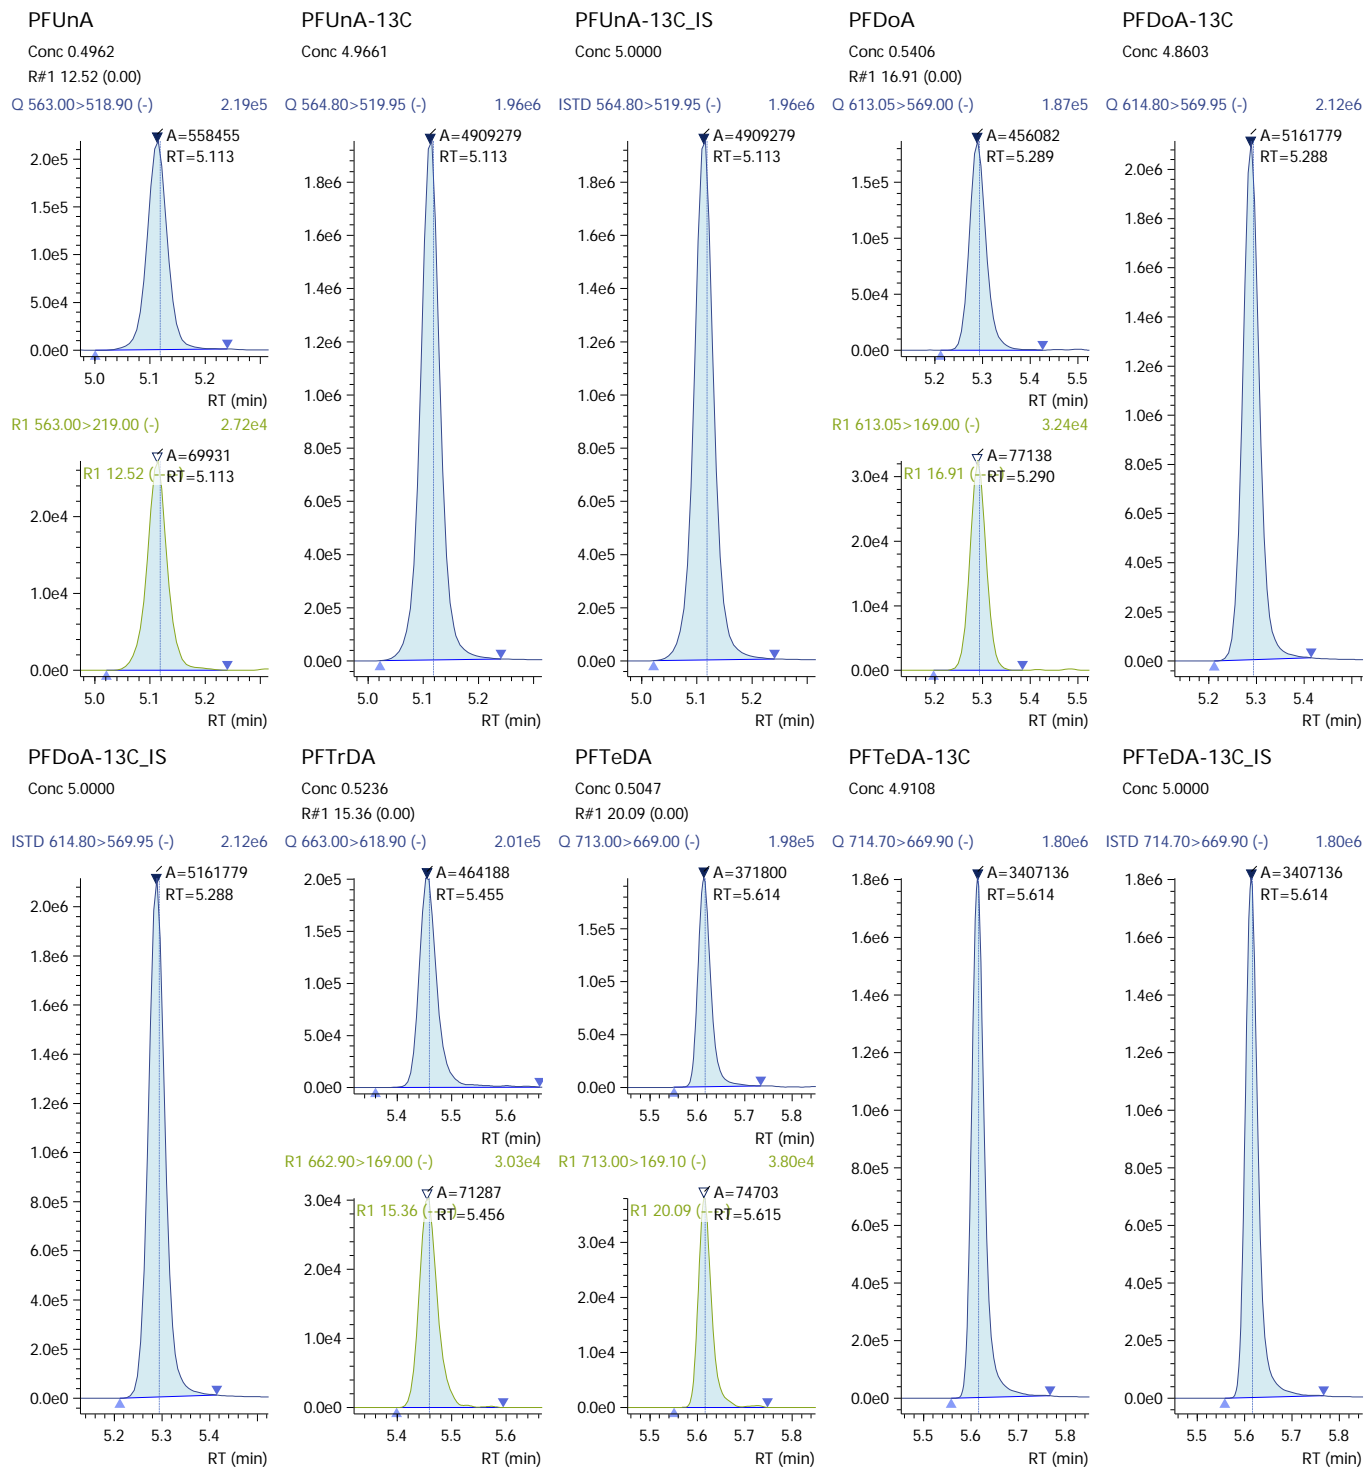 PFUnA
Conc 0.4962
R#1 12.52 (0.00)
Q 563.00>518.90 (-) 2.19e5
A=558455
RT=5.113
2.0e5
1.5e5
1.0e5
5.0e4
0.0e0
5.0 5.1 5.2
RT (min)
R1 563.00>219.00 (-) 2.72e4
A=69931
R1 12.52 (---)
RT=5.113
2.0e4
1.0e4
0.0e0
5.0 5.1 5.2
RT (min)
PFUnA-13C
Conc 4.9661
Q 564.80>519.95 (-) 1.96e6
A=4909279
RT=5.113
1.8e6
1.6e6
1.4e6
1.2e6
1.0e6
8.0e5
6.0e5
4.0e5
2.0e5
0.0e0
5.0 5.1 5.2
RT (min)
PFUnA-13C_IS
Conc 5.0000
ISTD 564.80>519.95 (-) 1.96e6
A=4909279
RT=5.113
1.8e6
1.6e6
1.4e6
1.2e6
1.0e6
8.0e5
6.0e5
4.0e5
2.0e5
0.0e0
5.0 5.1 5.2
RT (min)
PFDoA
Conc 0.5406
R#1 16.91 (0.00)
Q 613.05>569.00 (-) 1.87e5
A=456082
RT=5.289
1.5e5
1.0e5
5.0e4
0.0e0
5.2 5.3 5.4 5.5
RT (min)
R1 613.05>169.00 (-) 3.24e4
A=77138
R1 16.91 (---)
RT=5.290
3.0e4
2.0e4
1.0e4
0.0e0
5.2 5.3 5.4 5.5
RT (min)
PFDoA-13C
Conc 4.8603
Q 614.80>569.95 (-) 2.12e6
A=5161779
RT=5.288
2.0e6
1.8e6
1.6e6
1.4e6
1.2e6
1.0e6
8.0e5
6.0e5
4.0e5
2.0e5
0.0e0
5.2 5.3 5.4
RT (min)
PFDoA-13C_IS
Conc 5.0000
ISTD 614.80>569.95 (-) 2.12e6
A=5161779
RT=5.288
2.0e6
1.8e6
1.6e6
1.4e6
1.2e6
1.0e6
8.0e5
6.0e5
4.0e5
2.0e5
0.0e0
5.2 5.3 5.4
RT (min)
PFTrDA
Conc 0.5236
R#1 15.36 (0.00)
Q 663.00>618.90 (-) 2.01e5
A=464188
RT=5.455
2.0e5
1.5e5
1.0e5
5.0e4
0.0e0
5.4 5.5 5.6
RT (min)
R1 662.90>169.00 (-) 3.03e4
A=71287
R1 15.36 (---)
RT=5.456
3.0e4
2.0e4
1.0e4
0.0e0
5.4 5.5 5.6
RT (min)
PFTeDA
Conc 0.5047
R#1 20.09 (0.00)
Q 713.00>669.00 (-) 1.98e5
A=371800
RT=5.614
1.5e5
1.0e5
5.0e4
0.0e0
5.5 5.6 5.7 5.8
RT (min)
R1 713.00>169.10 (-) 3.80e4
A=74703
R1 20.09 (---)
RT=5.615
3.0e4
2.0e4
1.0e4
0.0e0
5.5 5.6 5.7 5.8
RT (min)
PFTeDA-13C
Conc 4.9108
Q 714.70>669.90 (-) 1.80e6
A=3407136
RT=5.614
1.8e6
1.6e6
1.4e6
1.2e6
1.0e6
8.0e5
6.0e5
4.0e5
2.0e5
0.0e0
5.5 5.6 5.7 5.8
RT (min)
PFTeDA-13C_IS
Conc 5.0000
ISTD 714.70>669.90 (-) 1.80e6
A=3407136
RT=5.614
1.8e6
1.6e6
1.4e6
1.2e6
1.0e6
8.0e5
6.0e5
4.0e5
2.0e5
0.0e0
5.5 5.6 5.7 5.8
RT (min)